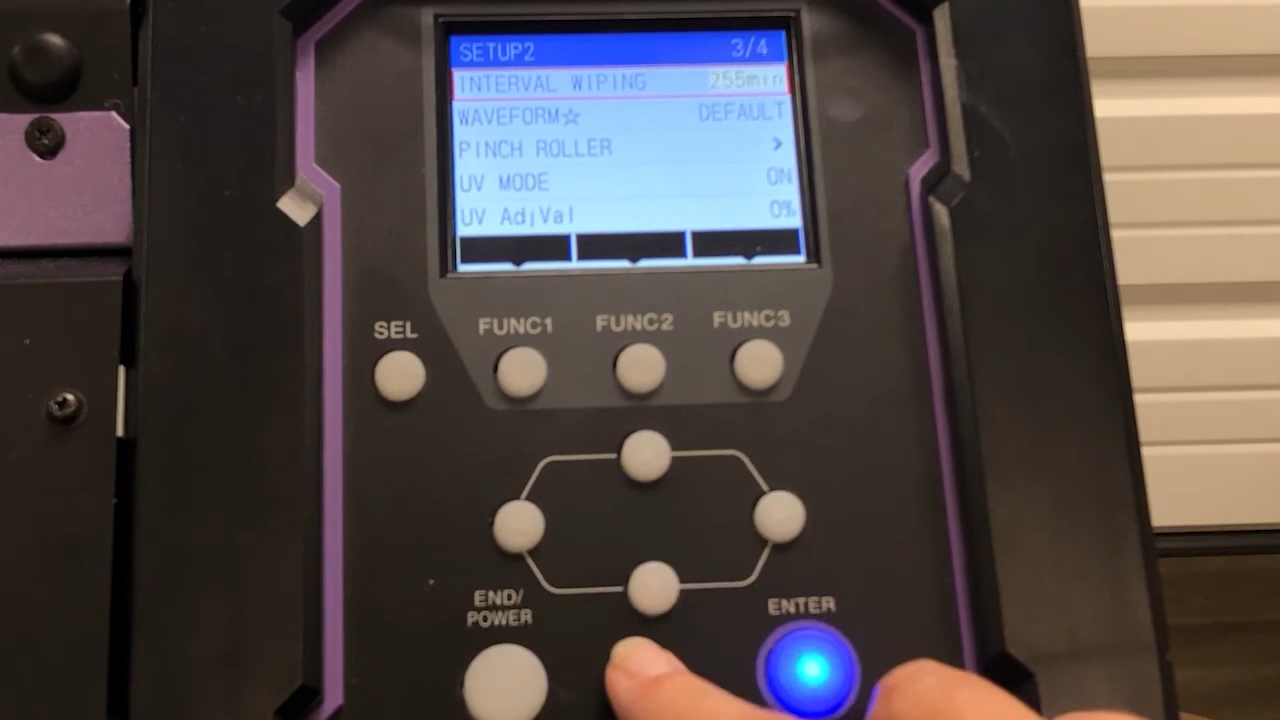 SETUP2 3/4
INTERVAL WIPING 255min
WAVEFORM☆ DEFAULT
PINCH ROLLER >
UV MODE ON
UV AdjVal 0%
SEL FUNC1 FUNC2 FUNC3
END/
POWER
ENTER